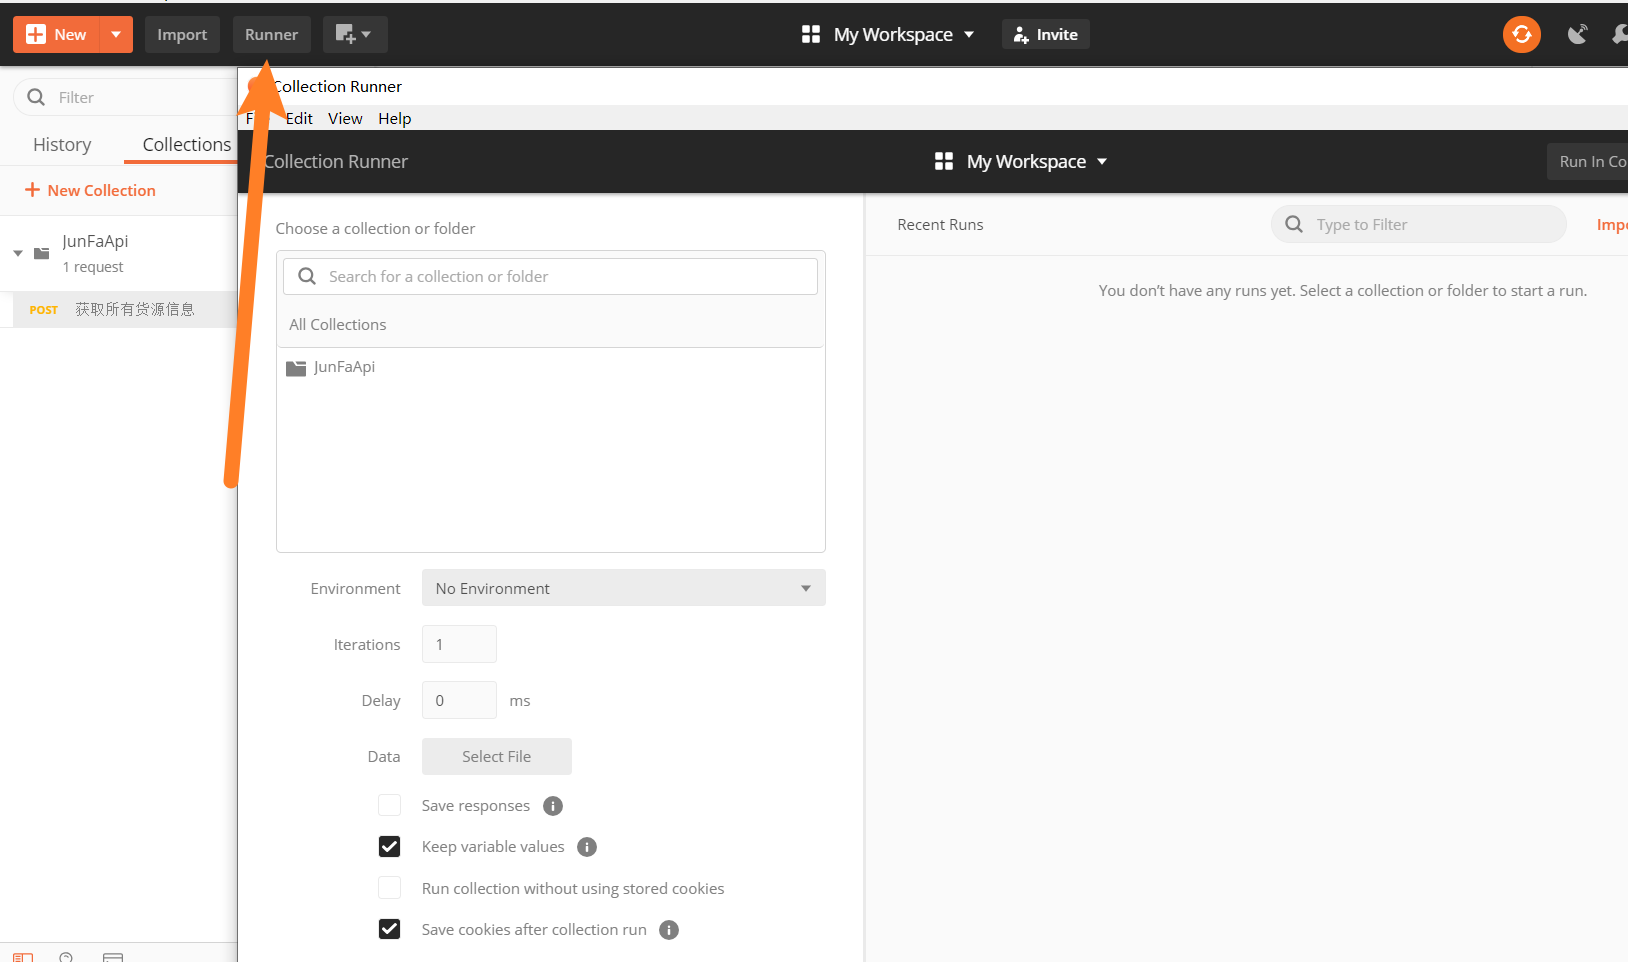 New
Import
Runner
My Workspace
Invite
Filter
Collection Runner
Edit View Help
History
Collections
Collection Runner
My Workspace
Run In Co
New Collection
Choose a collection or folder
Recent Runs
Type to Filter
Impo
JunFaApi
1 request
Search for a collection or folder
You don't have any runs yet. Select a collection or folder to start a run.
POST 获取所有货源信息
All Collections
JunFaApi
Environment No Environment
Iterations 1
Delay 0 ms
Data Select File
Save responses
Keep variable values
Run collection without using stored cookies
Save cookies after collection run